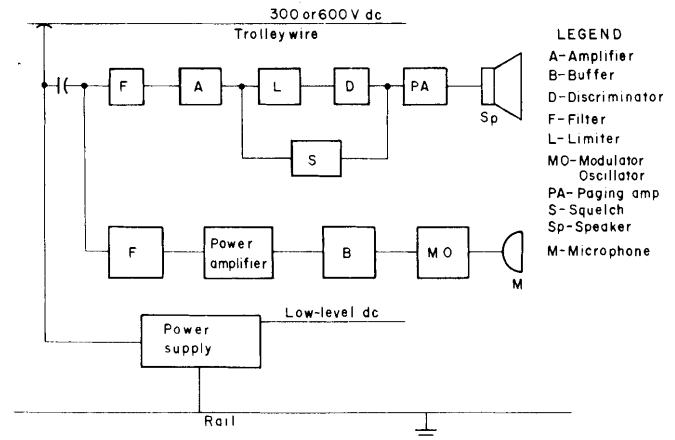 300 or 600 V dc
Trolley wire
F
A
L
D
PA
Sp
S
F
Power
amplifier
B
MO
M
Low-level dc
Power
supply
Rail
LEGEND
A-Amplifier
B-Buffer
D-Discriminator
F-Filter
L-Limiter
MO-Modulator
Oscillator
PA-Paging amp
S-Squelch
Sp-Speaker
M-Microphone